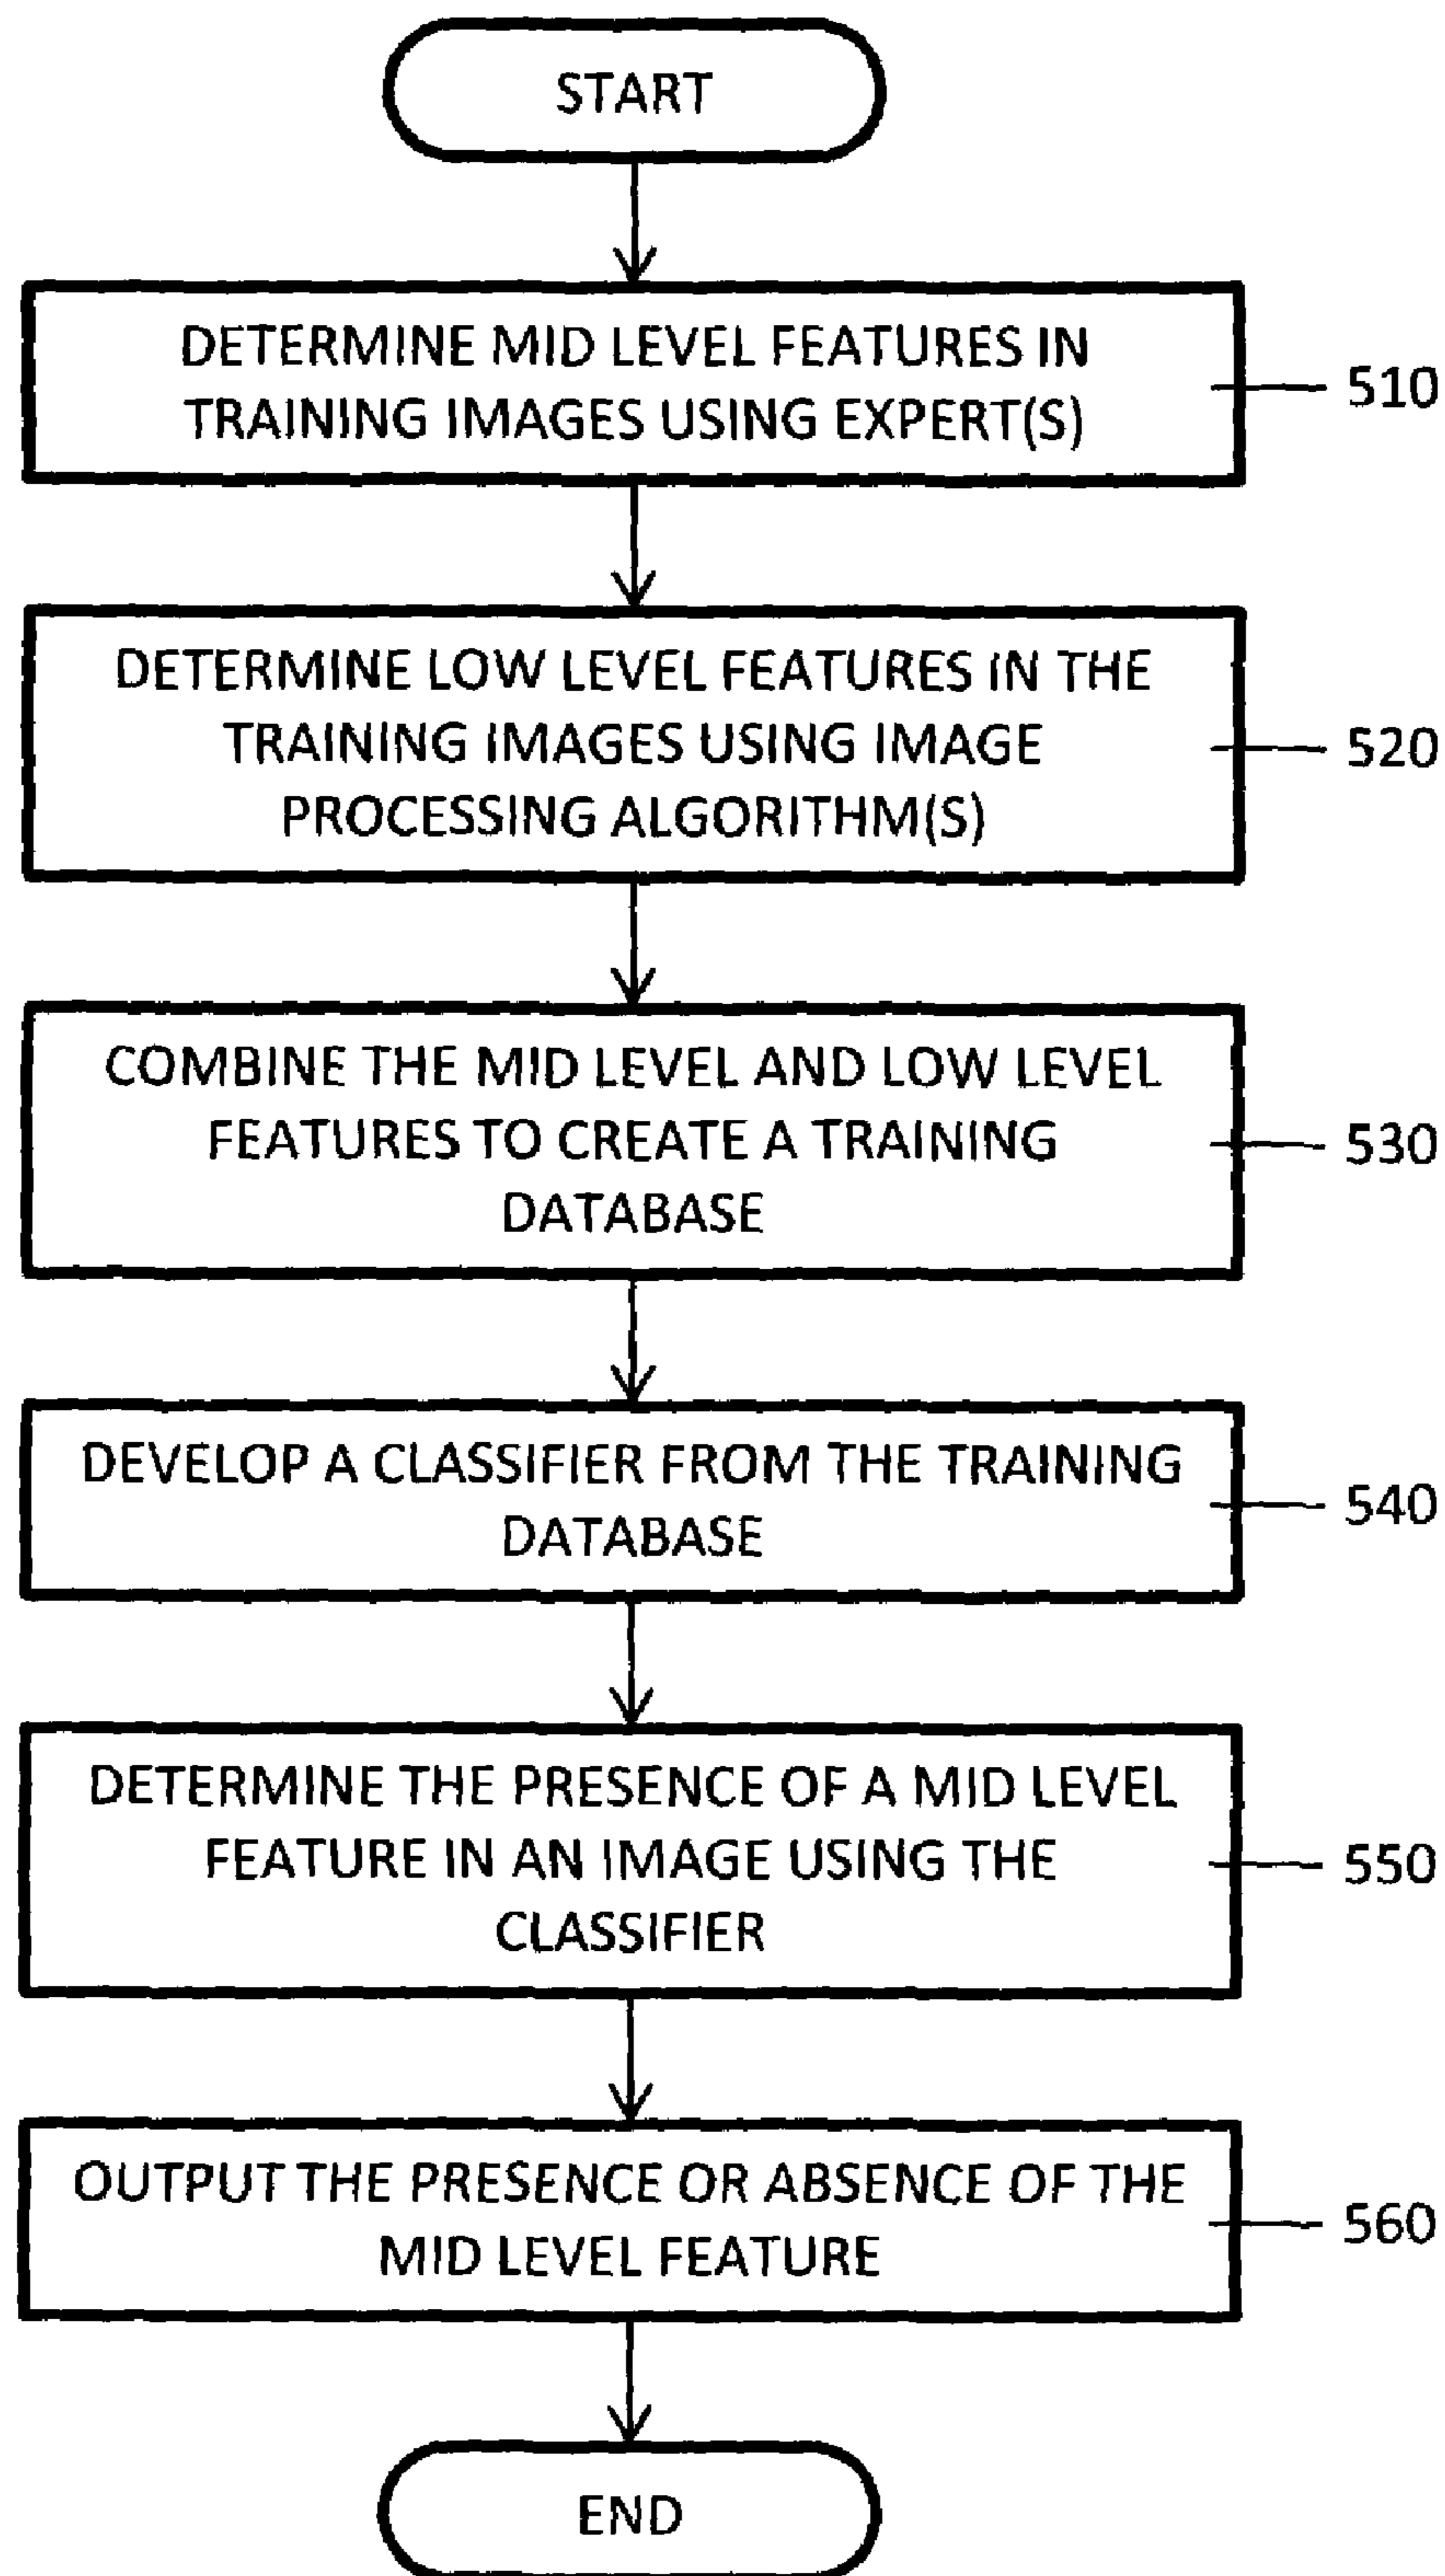 START
DETERMINE MID LEVEL FEATURES IN
TRAINING IMAGES USING EXPERT(S)
510
DETERMINE LOW LEVEL FEATURES IN THE
TRAINING IMAGES USING IMAGE
PROCESSING ALGORITHM(S)
520
COMBINE THE MID LEVEL AND LOW LEVEL
FEATURES TO CREATE A TRAINING
DATABASE
530
DEVELOP A CLASSIFIER FROM THE TRAINING
DATABASE
540
DETERMINE THE PRESENCE OF A MID LEVEL
FEATURE IN AN IMAGE USING THE
CLASSIFIER
550
OUTPUT THE PRESENCE OR ABSENCE OF THE
MID LEVEL FEATURE
560
END